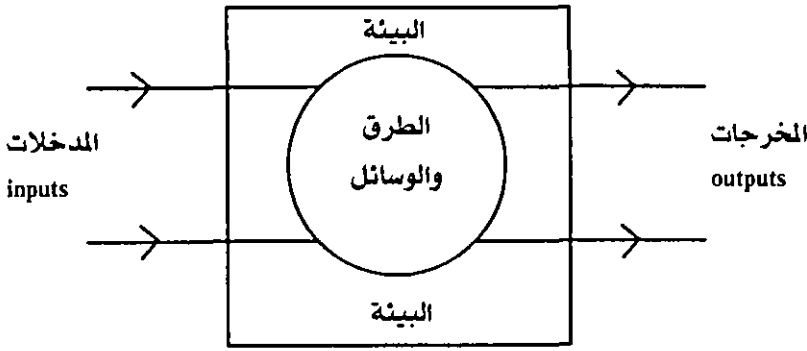 البيئة
المدخلات
inputs
الطرق
والوسائل
المخرجات
outputs
البيئة